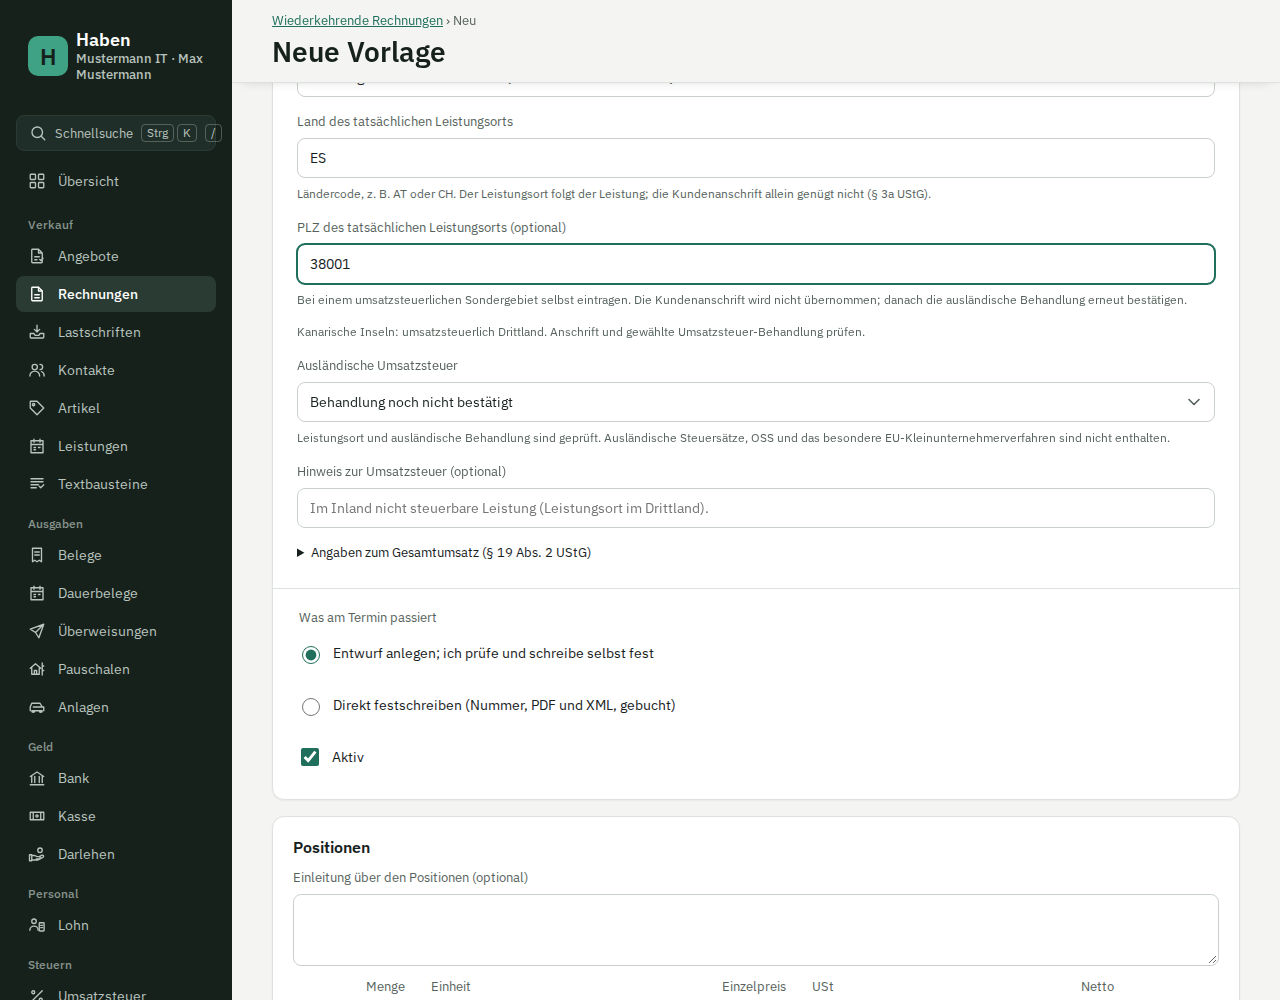 H
Haben
Mustermann IT · Max
Mustermann
Schnellsuche Strg K /
Übersicht
Verkauf
Angebote
Rechnungen
Lastschriften
Kontakte
Artikel
Leistungen
Textbausteine
Ausgaben
Belege
Dauerbelege
Überweisungen
Pauschalen
Anlagen
Geld
Bank
Kasse
Darlehen
Personal
Lohn
Steuern
Umsatzsteuer
Wiederkehrende Rechnungen › Neu
Neue Vorlage
Land des tatsächlichen Leistungsorts
ES
Ländercode, z. B. AT oder CH. Der Leistungsort folgt der Leistung; die Kundenanschrift allein genügt nicht (§ 3a UStG).
PLZ des tatsächlichen Leistungsorts (optional)
38001
Bei einem umsatzsteuerlichen Sondergebiet selbst eintragen. Die Kundenanschrift wird nicht übernommen; danach die ausländische Behandlung erneut bestätigen.
Kanarische Inseln: umsatzsteuerlich Drittland. Anschrift und gewählte Umsatzsteuer-Behandlung prüfen.
Ausländische Umsatzsteuer
Behandlung noch nicht bestätigt
Leistungsort und ausländische Behandlung sind geprüft. Ausländische Steuersätze, OSS und das besondere EU-Kleinunternehmerverfahren sind nicht enthalten.
Hinweis zur Umsatzsteuer (optional)
Im Inland nicht steuerbare Leistung (Leistungsort im Drittland).
Angaben zum Gesamtumsatz (§ 19 Abs. 2 UStG)
Was am Termin passiert
Entwurf anlegen; ich prüfe und schreibe selbst fest
Direkt festschreiben (Nummer, PDF und XML, gebucht)
Aktiv
Positionen
Einleitung über den Positionen (optional)
Menge Einheit Einzelpreis USt Netto